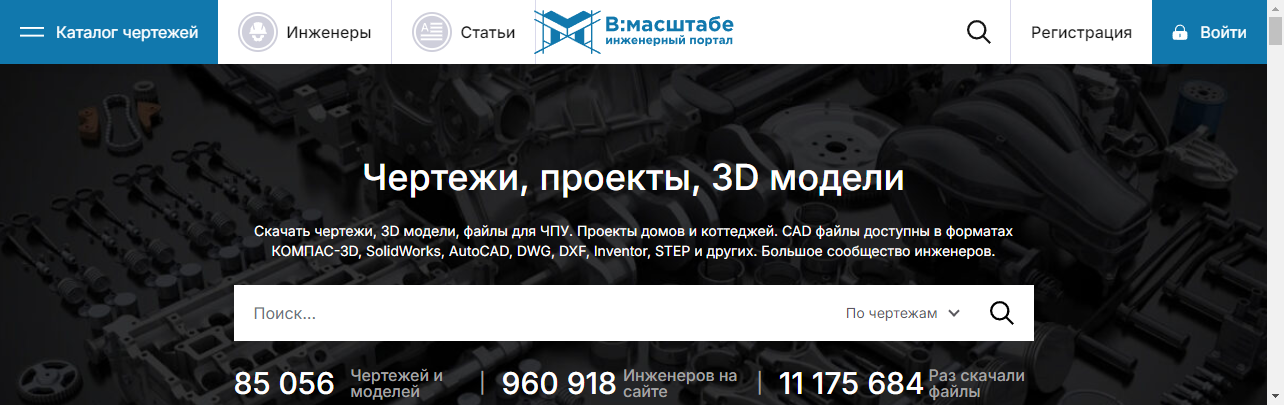 Каталог чертежей
Инженеры
Статьи
В:масштабе
инженерный портал
Регистрация
Войти
Чертежи, проекты, 3D модели
Скачать чертежи, 3D модели, файлы для ЧПУ. Проекты домов и коттеджей. CAD файлы доступны в форматах
КОМПАС-3D, SolidWorks, AutoCAD, DWG, DXF, Inventor, STEP и других. Большое сообщество инженеров.
Поиск...
По чертежам
85 056 Чертежей и
моделей
960 918 Инженеров на
сайте
11 175 684 Раз скачали
файлы